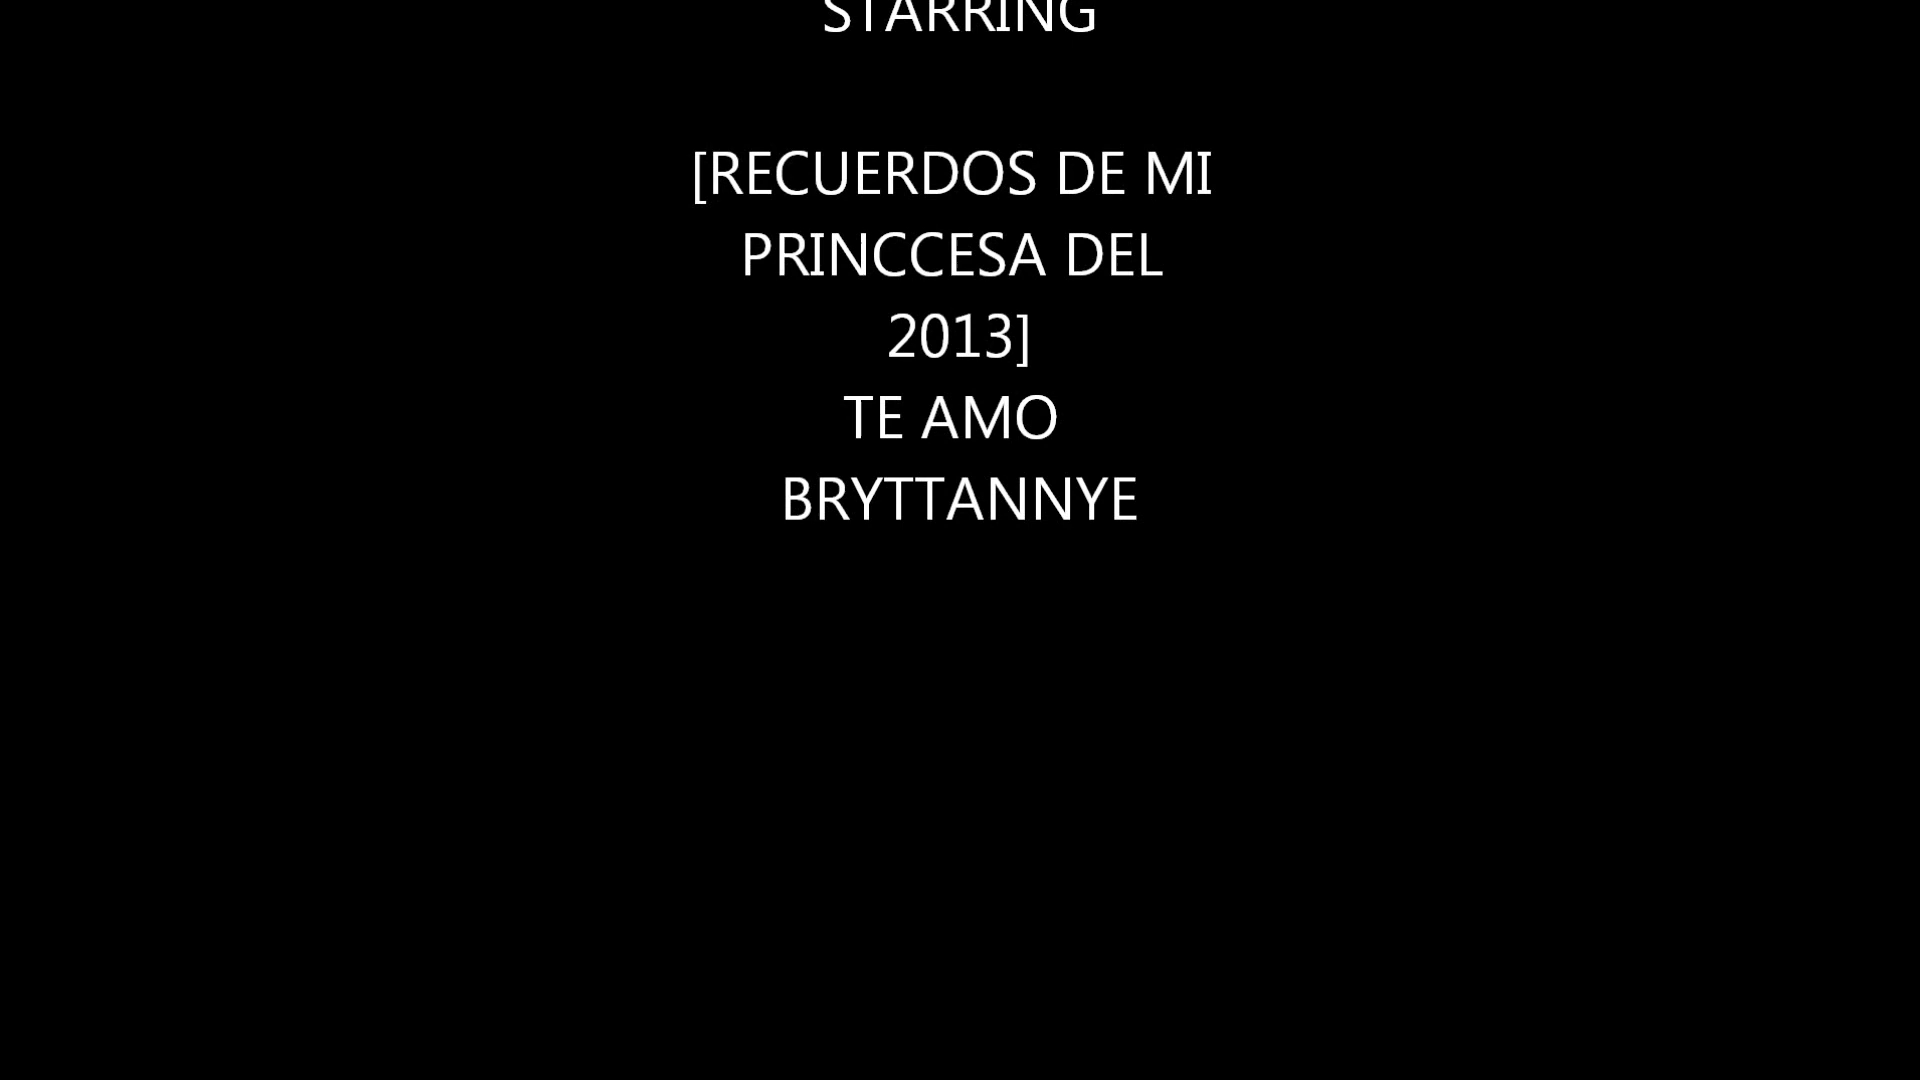 STARRING
[RECUERDOS DE MI
PRINCCESA DEL
2013]
TE AMO
BRYTTANNYE